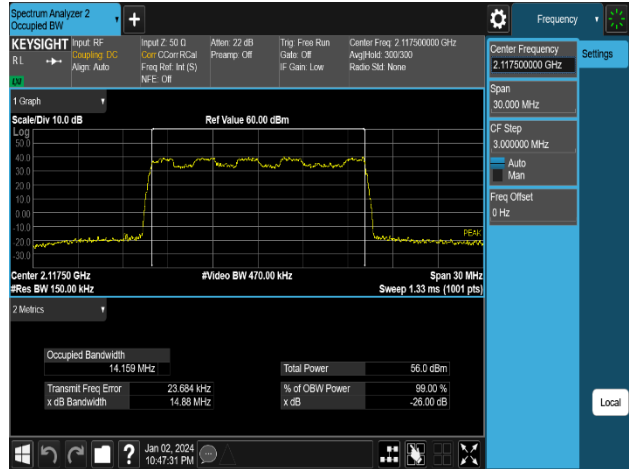 Spectrum Analyzer 2
Occupied BW
Frequency
KEYSIGHT
RL
LXI
Input: RF
Coupling: DC
Align: Auto
Input Z: 50 Ω
Corr CCorr RCal
Freq Ref: Int (S)
NFE: Off
Atten: 22 dB
Preamp: Off
Trig: Free Run
Gate: Off
IF Gain: Low
Center Freq: 2.117500000 GHz
Avg|Hold: 300/300
Radio Std: None
Center Frequency
2.117500000 GHz
Settings
Span
30.000 MHz
CF Step
3.000000 MHz
Auto
Man
Freq Offset
0 Hz
1 Graph
Scale/Div 10.0 dB
Ref Value 60.00 dBm
Log
50.0
40.0
30.0
20.0
10.0
0.00
-10.0
-20.0
-30.0
PEAK
Center 2.11750 GHz
#Video BW 470.00 kHz
Span 30 MHz
#Res BW 150.00 kHz
Sweep 1.33 ms (1001 pts)
2 Metrics
Occupied Bandwidth
14.159 MHz
Total Power
56.0 dBm
Transmit Freq Error
23.684 kHz
% of OBW Power
99.00 %
x dB Bandwidth
14.88 MHz
x dB
-26.00 dB
Local
?
Jan 02, 2024
10:47:31 PM